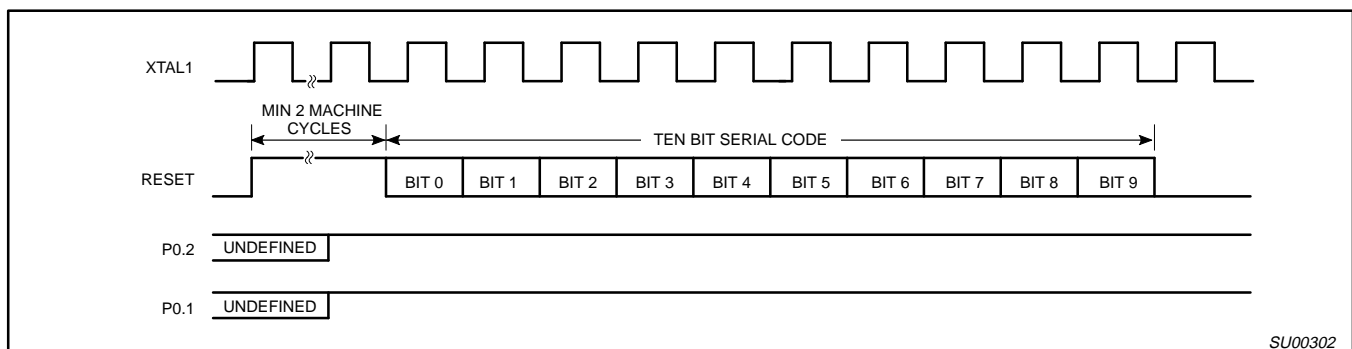 XTAL1
MIN 2 MACHINE
CYCLES
TEN BIT SERIAL CODE
RESET
BIT 0 BIT 1 BIT 2 BIT 3 BIT 4 BIT 5 BIT 6 BIT 7 BIT 8 BIT 9
P0.2 UNDEFINED
P0.1 UNDEFINED
SU00302